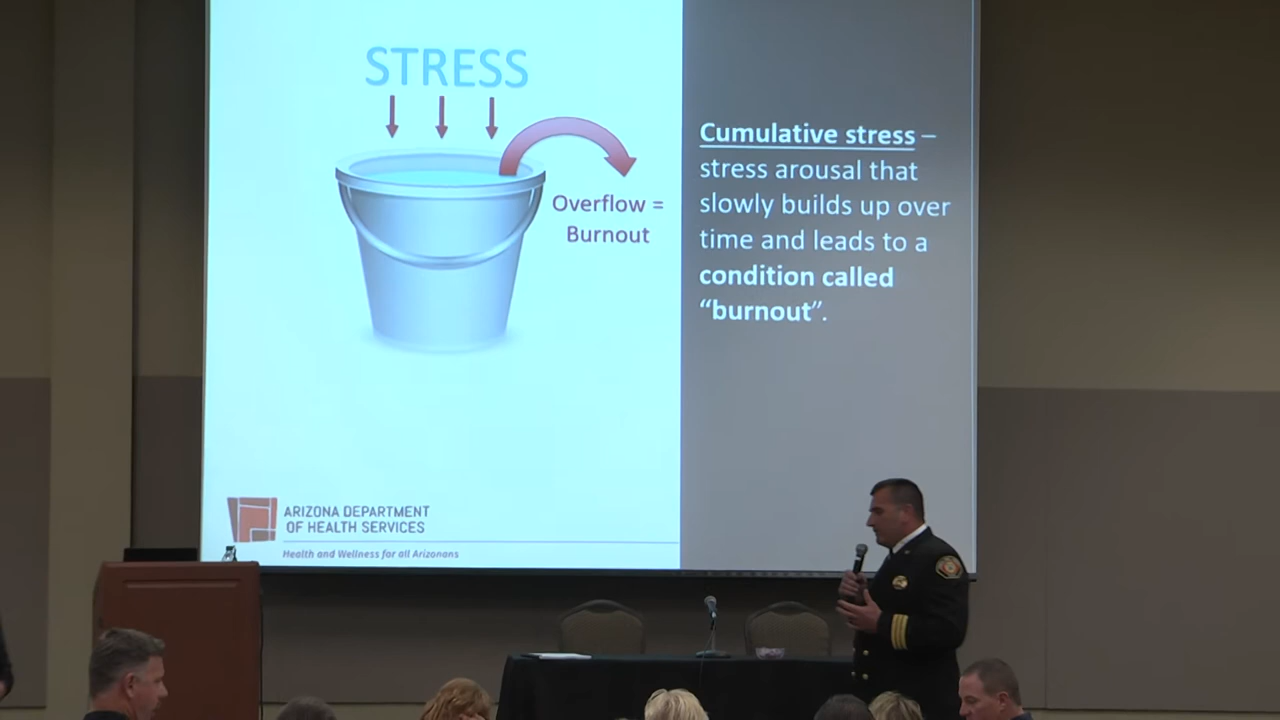 STRESS
Overflow =
Burnout
Cumulative stress –
stress arousal that
slowly builds up over
time and leads to a
condition called
“burnout”.
ARIZONA DEPARTMENT
OF HEALTH SERVICES
Health and Wellness for all Arizonans